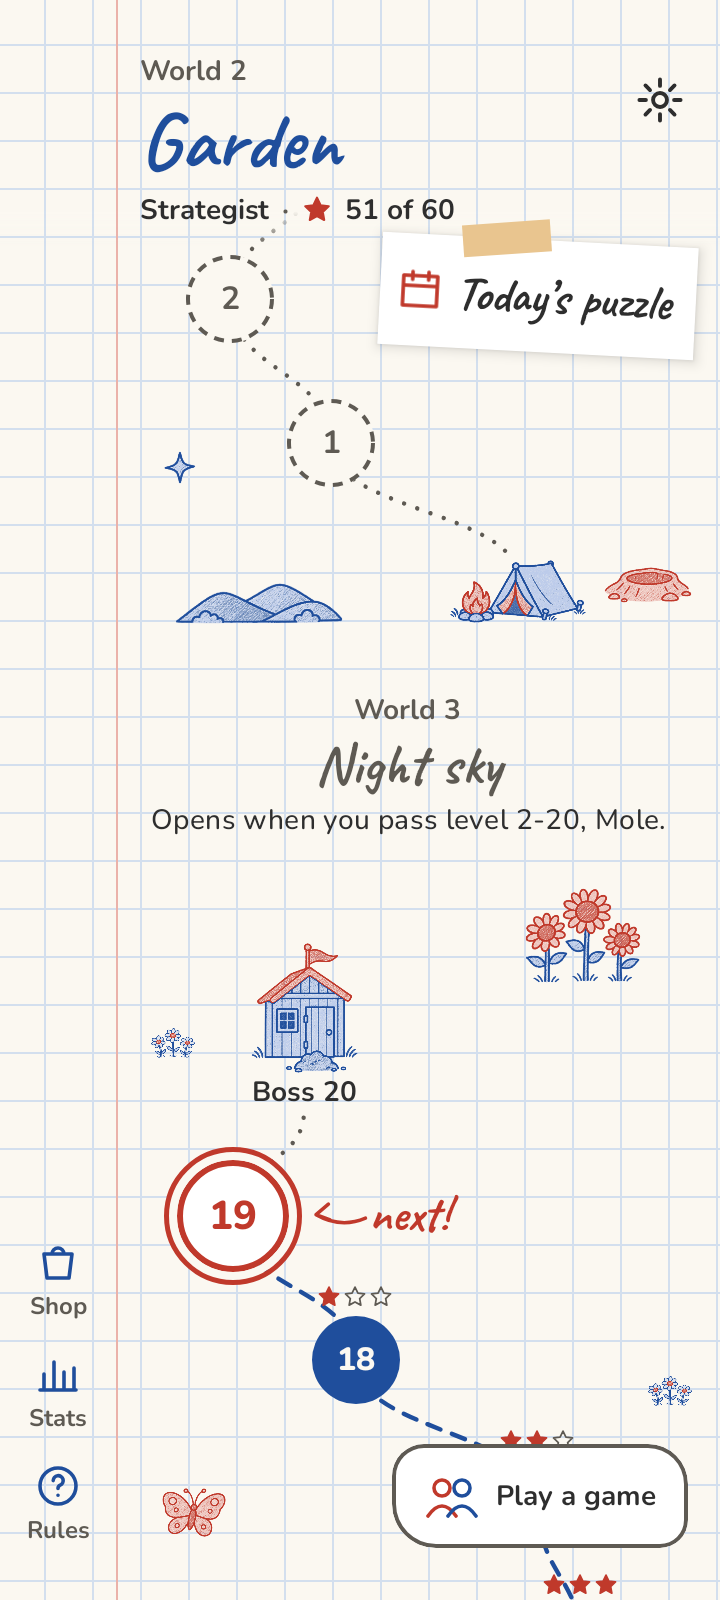 World 2
Garden
Strategist 51 of 60
Today's puzzle
2
1
World 3
Night sky
Opens when you pass level 2-20, Mole.
Boss 20
19
next!
18
Shop
Stats
Rules
Play a game